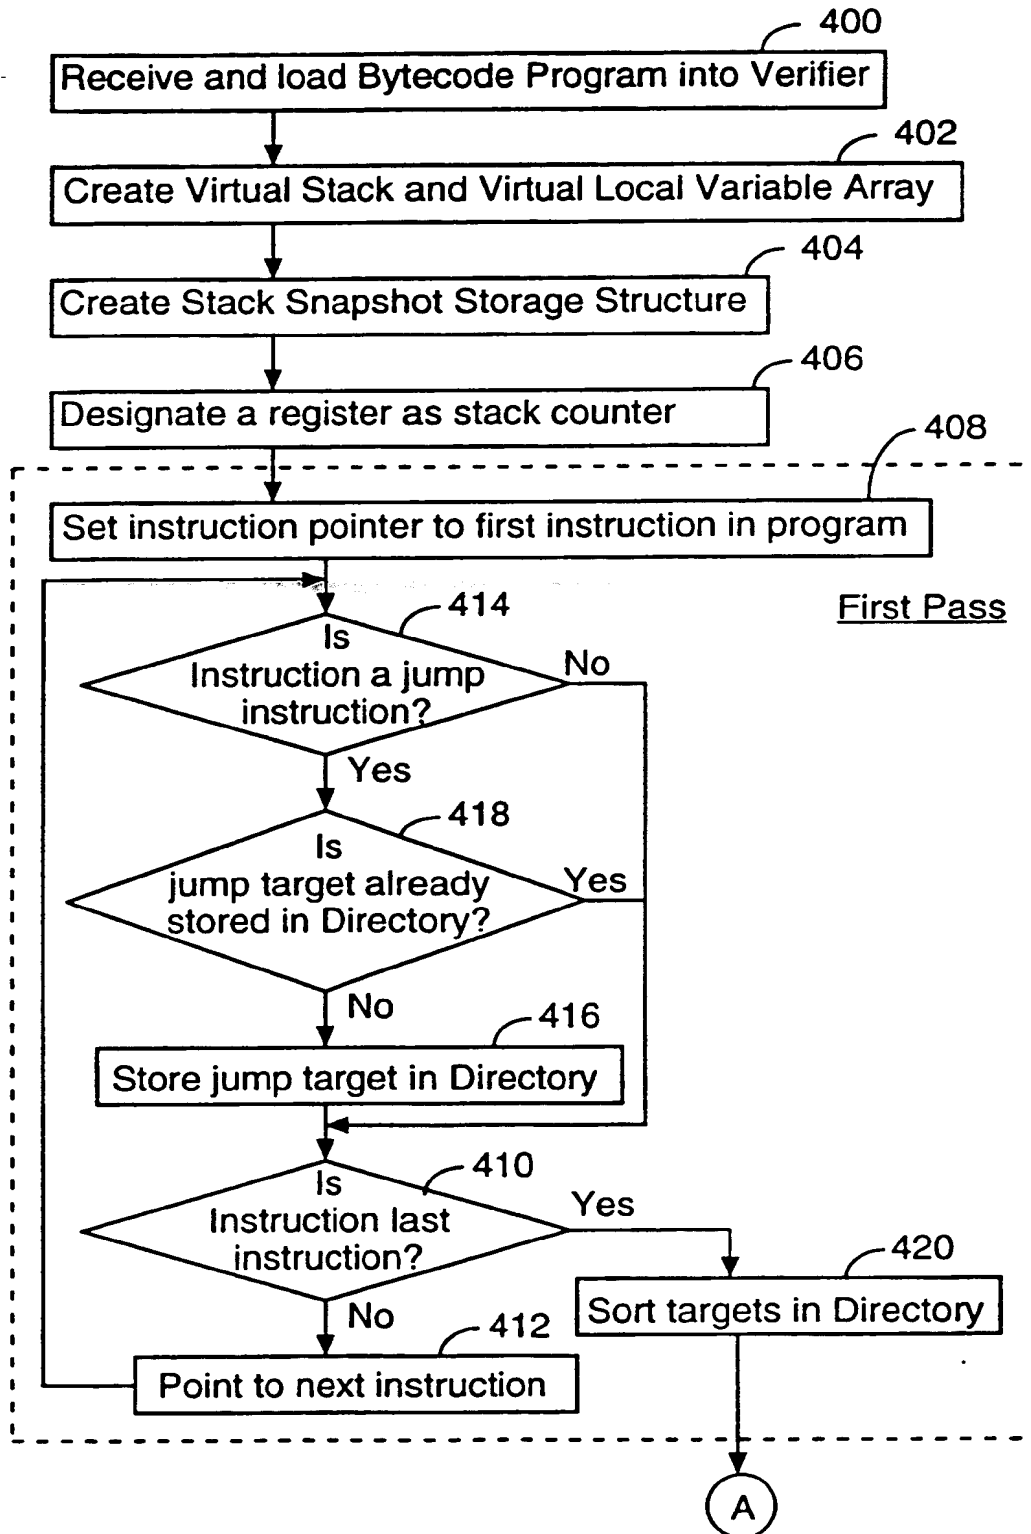 400
Receive and load Bytecode Program into Verifier
402
Create Virtual Stack and Virtual Local Variable Array
404
Create Stack Snapshot Storage Structure
406
Designate a register as stack counter
408
Set instruction pointer to first instruction in program
First Pass
414
Is
Instruction a jump
instruction?
No
Yes
418
Is
jump target already
stored in Directory?
Yes
No
416
Store jump target in Directory
410
Is
Instruction last
instruction?
Yes
No
420
Sort targets in Directory
412
Point to next instruction
A